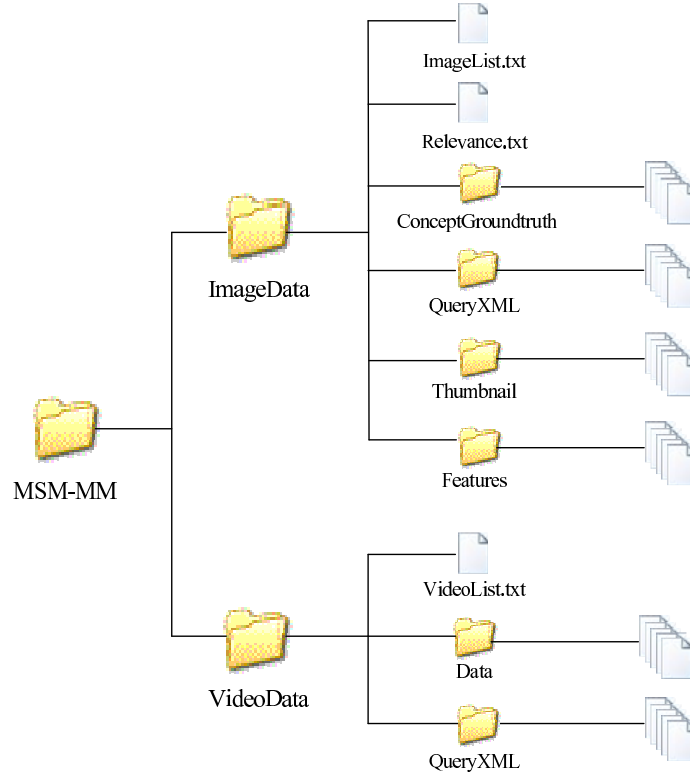 ImageList.txt
Relevance.txt
ConceptGroundtruth
ImageData
QueryXML
Thumbnail
MSM-MM
Features
VideoList.txt
Data
VideoData
QueryXML